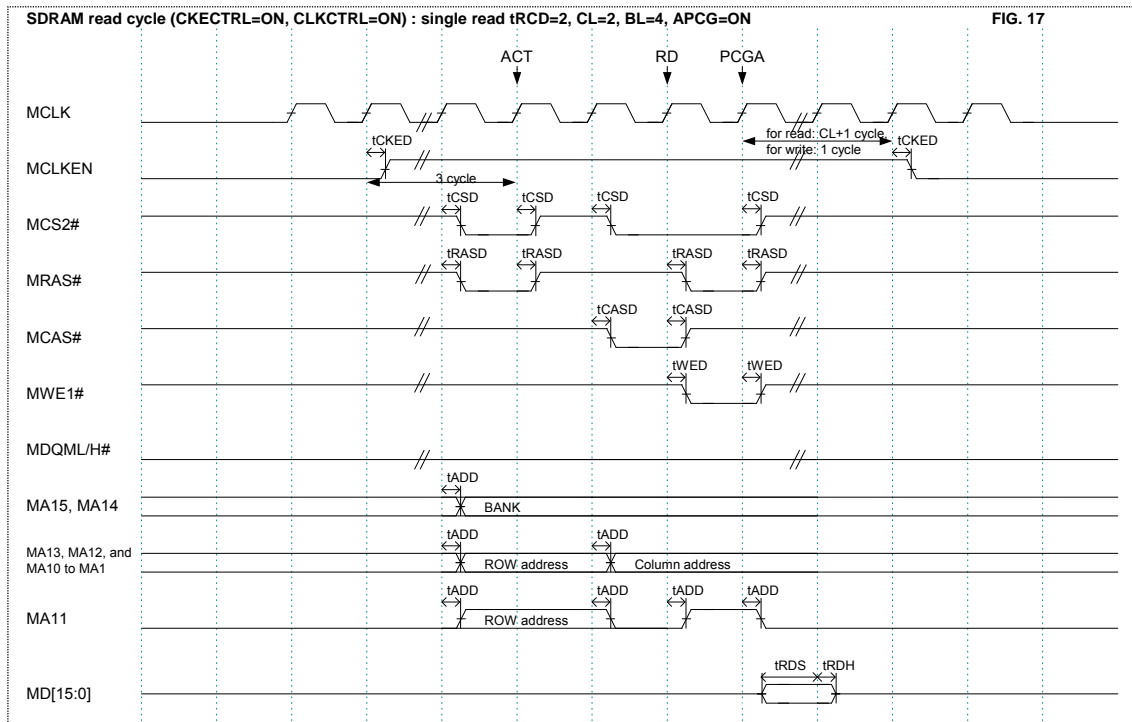 SDRAM read cycle (CKECTRL=ON, CLKCTRL=ON) : single read tRCD=2, CL=2, BL=4, APCG=ON FIG. 17
ACT RD PCGA
MCLK
for read: CL+1 cycle,
for write: 1 cycle
tCKED tCKED
MCLKEN
3 cycle
tCSD tCSD tCSD tCSD
MCS2#
tRASD tRASD tRASD tRASD
MRAS#
tCASD tCASD
MCAS#
tWED tWED
MWE1#
MDQML/H#
tADD
MA15, MA14 BANK
tADD tADD
MA13, MA12, and
MA10 to MA1 ROW address Column address
tADD tADD tADD tADD
MA11 ROW address
tRDS tRDH
MD[15:0]